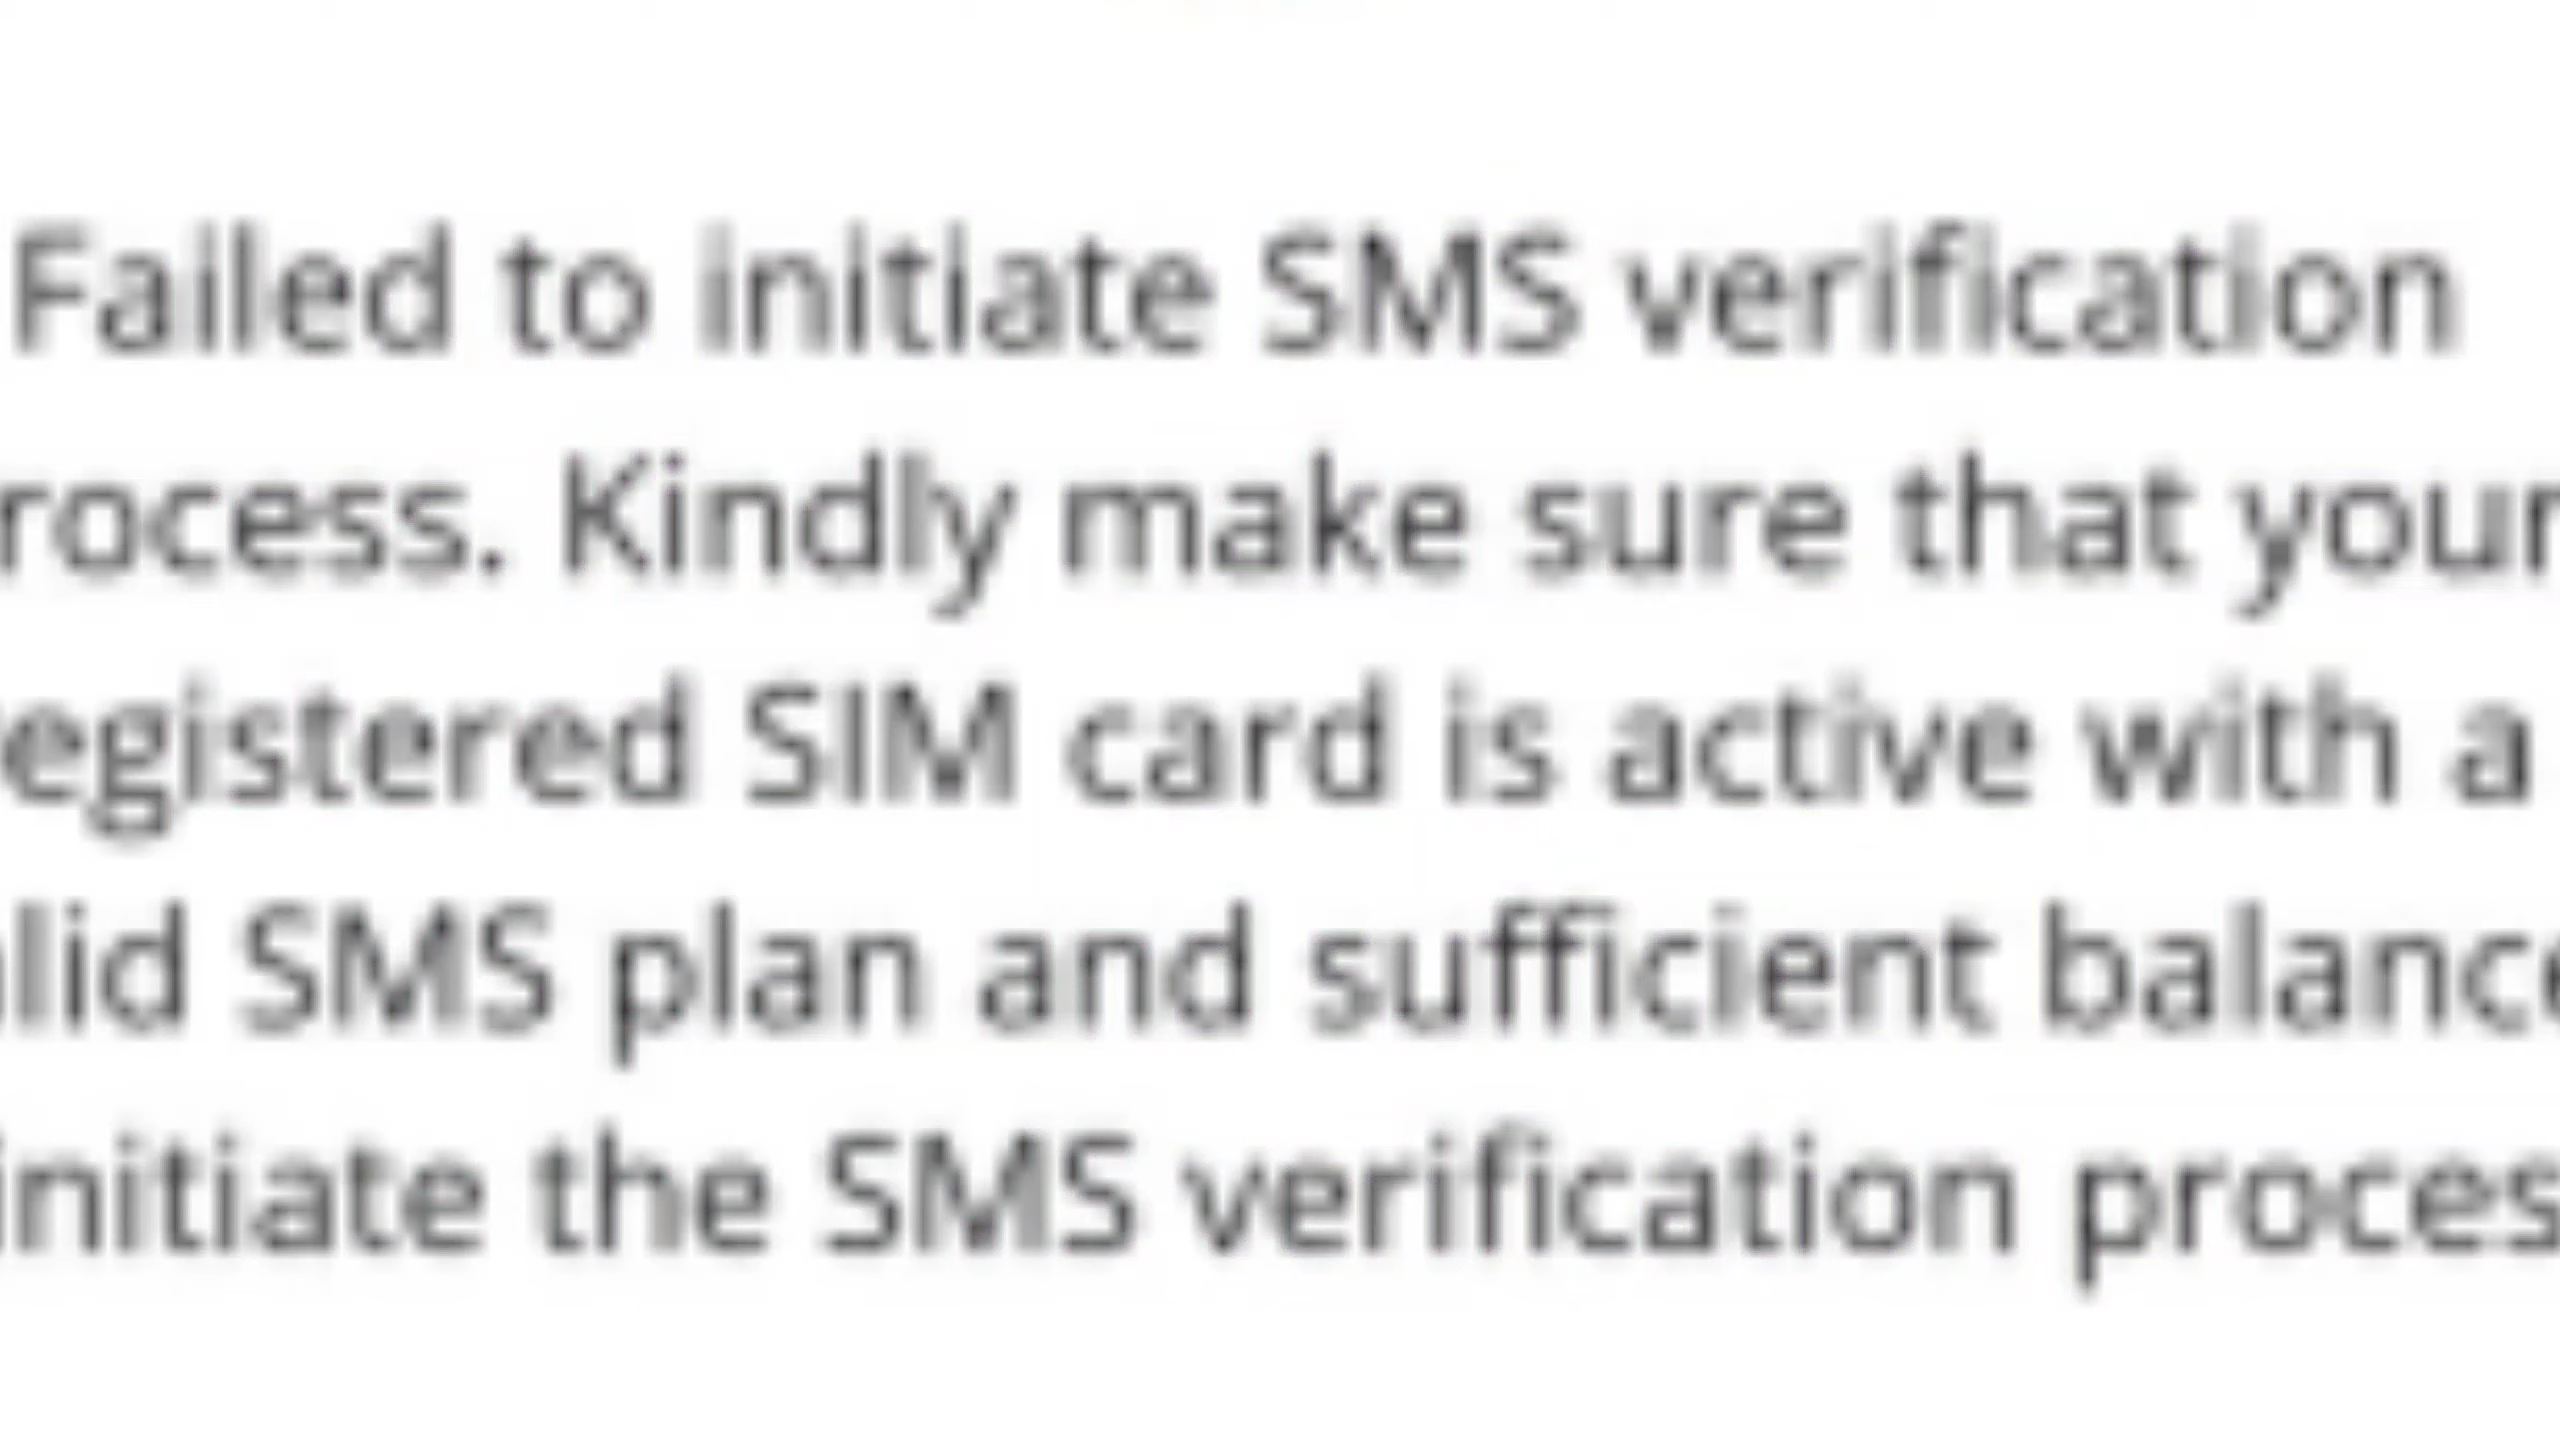 Failed to initiate SMS verification
rocess. Kindly make sure that your
egistered SIM card is active with a
lid SMS plan and sufficient balance
initiate the SMS verification proces